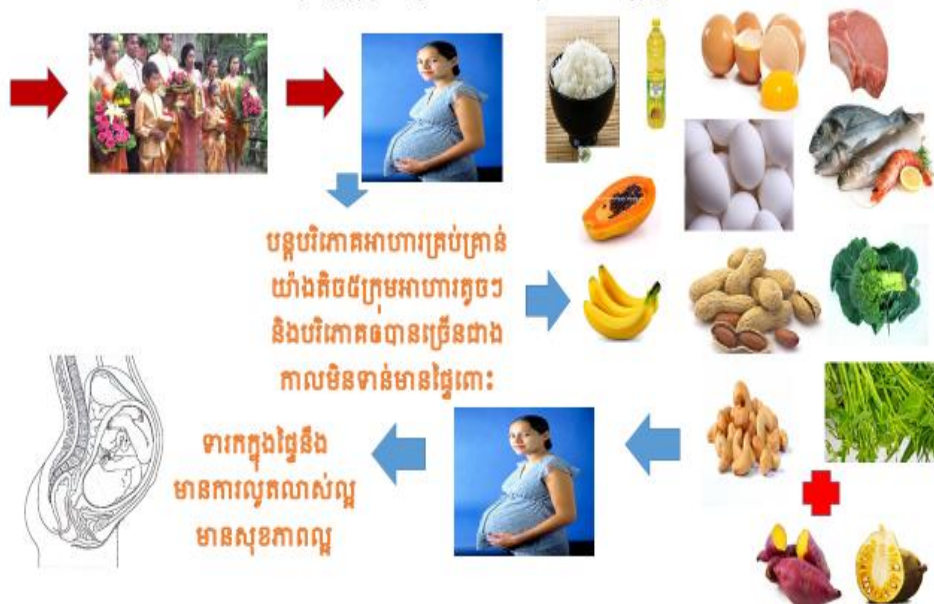 បន្តបរិភោគអាហារគ្រប់គ្រាន់
យ៉ាងតិច៥ក្រុមអាហារតូចៗ
និងបរិភោគឲបានច្រើនជាង
កាលមិនទាន់មានផ្ទៃពោះ
ទារកក្នុងផ្ទៃនឹង
មានការលូតលាស់ល្អ
មានសុខភាពល្អ